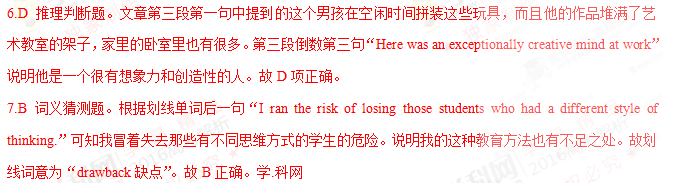 6.D 推理判断题。文章第三段第一句中提到的这个男孩在空闲时间拼装这些玩具，而且他的作品堆满了艺
术教室的架子，家里的卧室里也有很多。第三段倒数第三句“Here was an exceptionally creative mind at work”
说明他是一个很有想象力和创造性的人。故 D 项正确。
7.B 词义猜测题。根据划线单词后一句“I ran the risk of losing those students who had a different style of
thinking.”可知我冒着失去那些有不同思维方式的学生的危险。说明我的这种教育方法也有不足之处。故划
线词意为“drawback 缺点”。故 B 正确。学.科网